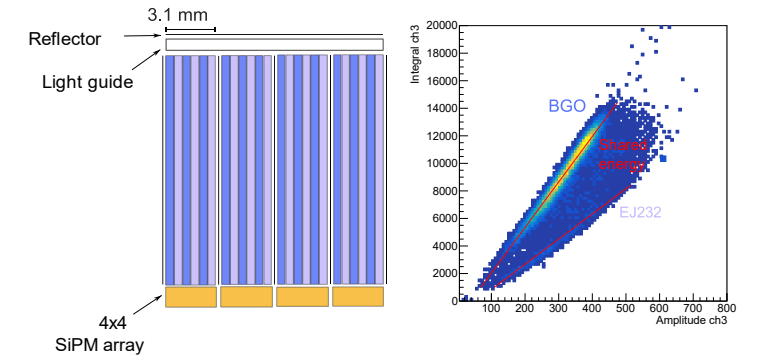 3.1 mm
Reflector
Light guide
4x4
SiPM array
Integral ch3
20000
18000
16000
14000
12000
10000
8000
6000
4000
2000
0
BGO
Shared
energy
EJ232
0 100 200 300 400 500 600 700 800
Amplitude ch3